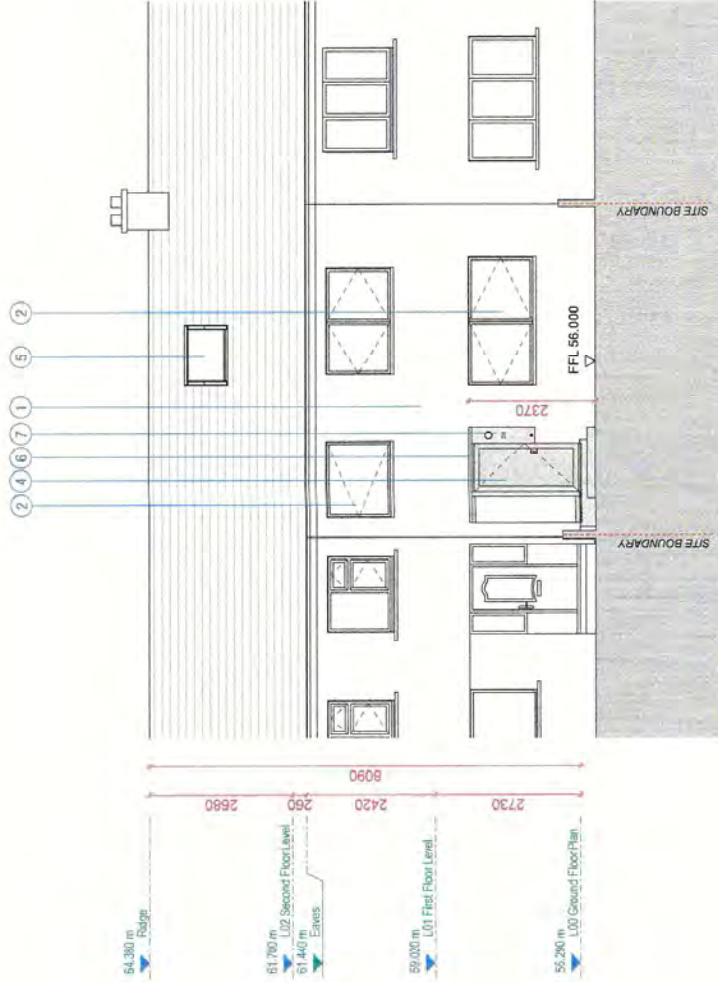 2
4
6
7
1
5
2
64.380 m
Ridge
61.700 m
L02 Second Floor Level
61.440 m
Eaves
59.020 m
L01 First Floor Level
56.290 m
L00 Ground Floor Plan
2680
260
2420
2730
8090
2370
FFL 56.000
SITE BOUNDARY
SITE BOUNDARY